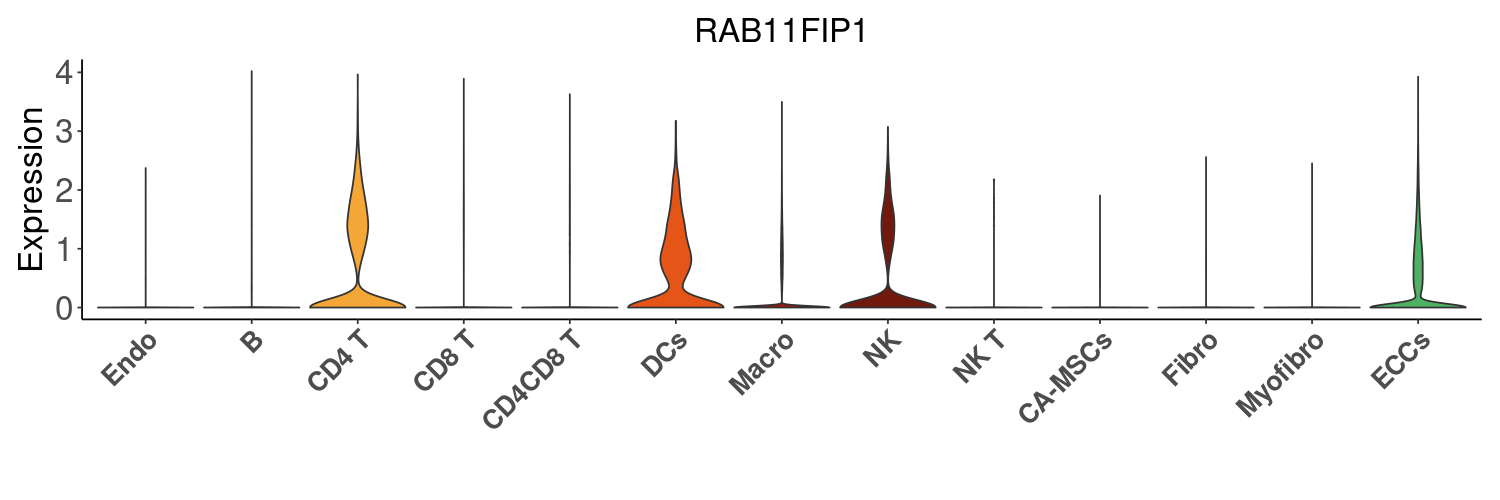 RAB11FIP1
Expression
4
3
2
1
0
Endo
B
CD4 T
CD8 T
CD4CD8 T
DCs
Macro
NK
NK T
CA-MSCs
Fibro
Myofibro
ECCs